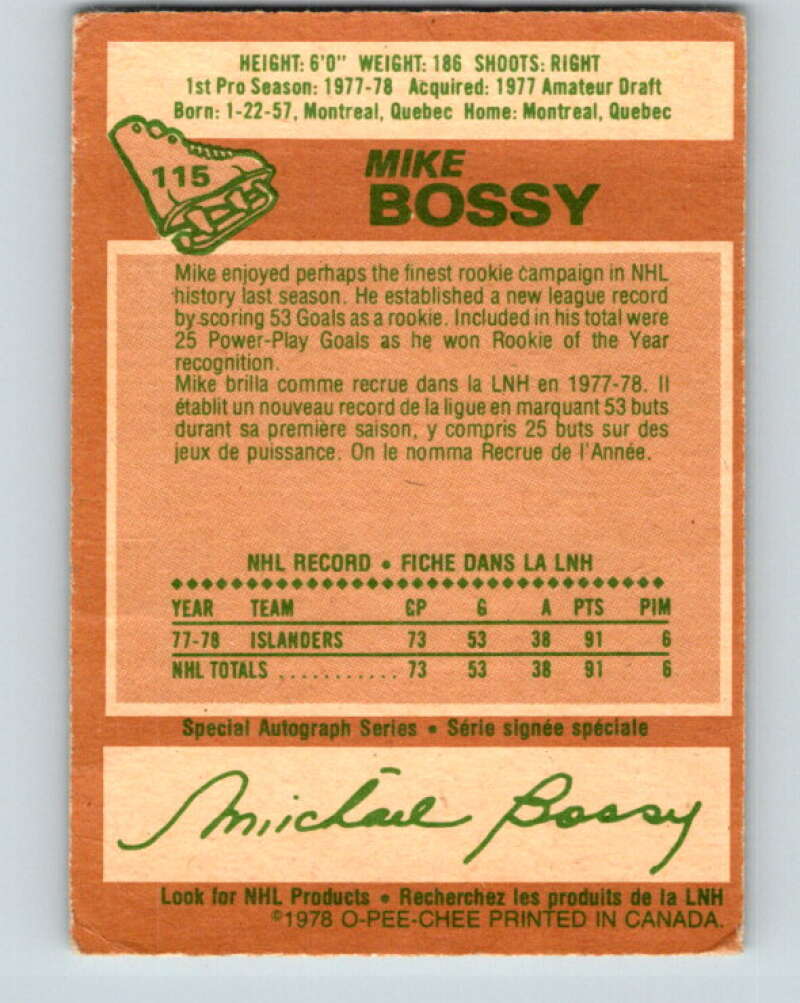 HEIGHT: 6'0" WEIGHT: 186 SHOOTS: RIGHT
1st Pro Season: 1977-78 Acquired: 1977 Amateur Draft
Born: 1-22-57, Montreal, Quebec Home: Montreal, Quebec
115
MIKE
BOSSY
Mike enjoyed perhaps the finest rookie campaign in NHL
history last season. He established a new league record
by scoring 53 Goals as a rookie. Included in his total were
25 Power-Play Goals as he won Rookie of the Year
recognition.
Mike brilla comme recrue dans la LNH en 1977-78. Il
établit un nouveau record de la ligue en marquant 53 buts
durant sa première saison, y compris 25 buts sur des
jeux de puissance. On le nomma Recrue de l'Année.
NHL RECORD • FICHE DANS LA LNH
YEAR TEAM GP G A PTS PIM
77-78 ISLANDERS 73 53 38 91 6
NHL TOTALS ........... 73 53 38 91 6
Special Autograph Series • Série signée spéciale
Michael Bossy
Look for NHL Products • Recherchez les produits de la LNH
©1978 O-PEE-CHEE PRINTED IN CANADA.